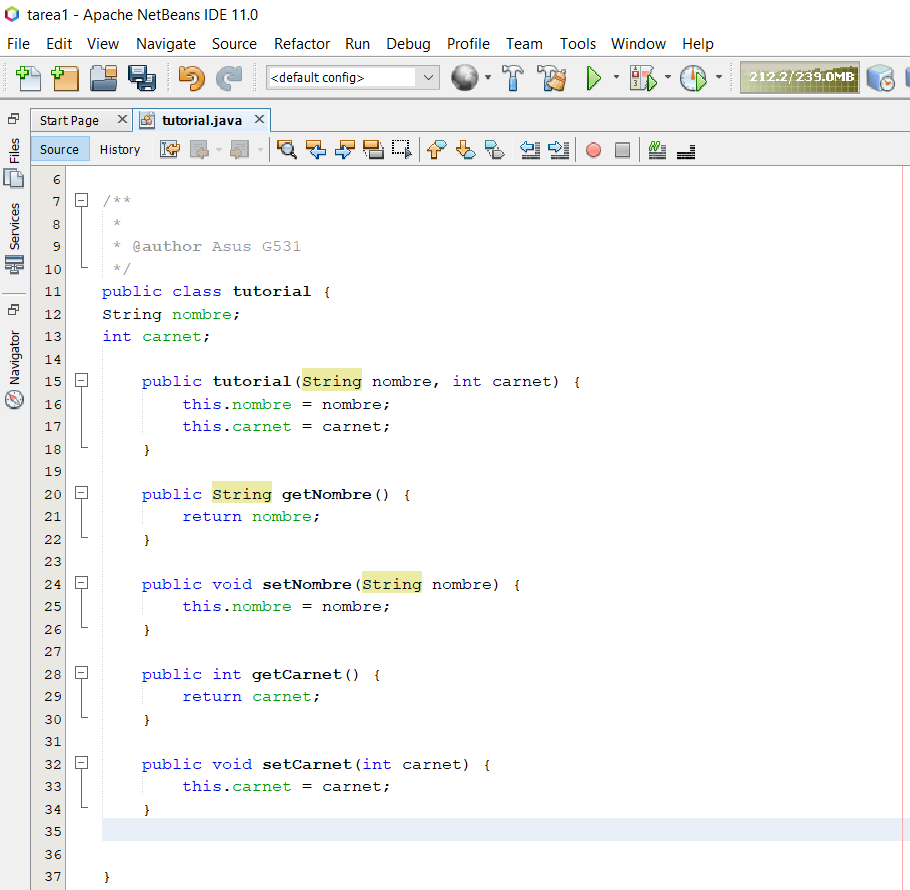 tarea1 - Apache NetBeans IDE 11.0
File Edit View Navigate Source Refactor Run Debug Profile Team Tools Window Help
<default config>
212.2/239.0MB
Start Page
tutorial.java
Source History
Files
Services
Navigator
6
7 /**
8 *
9 * @author Asus G531
10 */
11 public class tutorial {
12 String nombre;
13 int carnet;
14
15 public tutorial(String nombre, int carnet) {
16 this.nombre = nombre;
17 this.carnet = carnet;
18 }
19
20 public String getNombre() {
21 return nombre;
22 }
23
24 public void setNombre(String nombre) {
25 this.nombre = nombre;
26 }
27
28 public int getCarnet() {
29 return carnet;
30 }
31
32 public void setCarnet(int carnet) {
33 this.carnet = carnet;
34 }
35
36
37 }